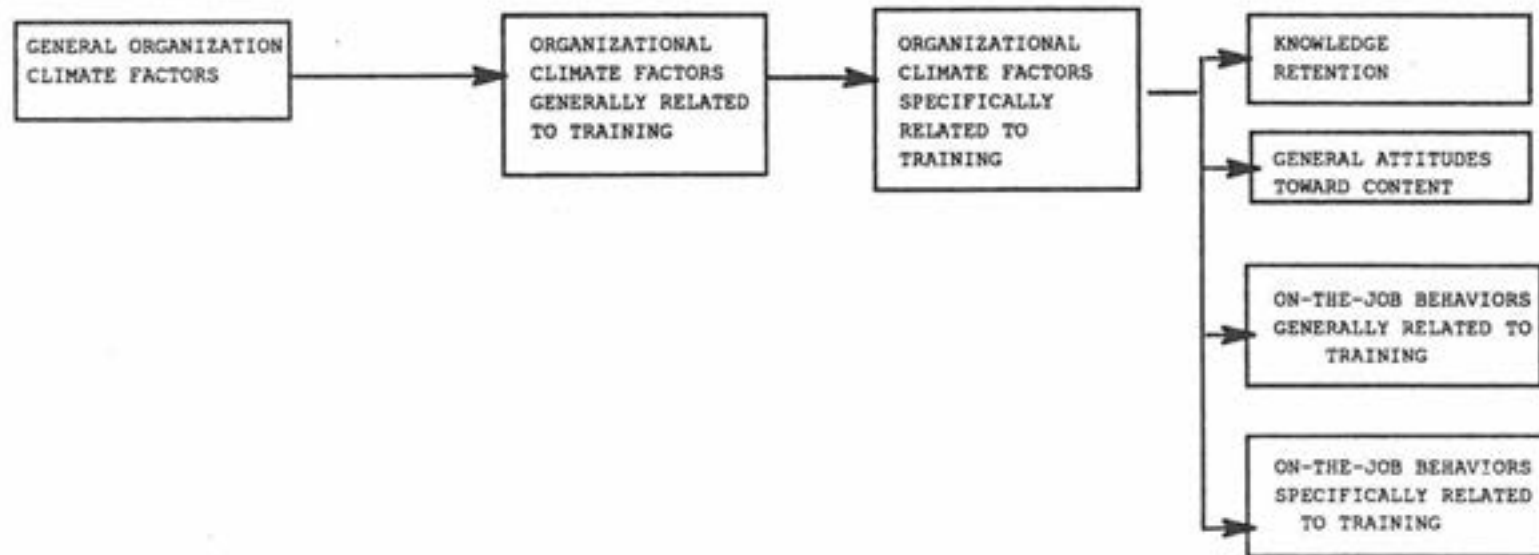 GENERAL ORGANIZATION
CLIMATE FACTORS
ORGANIZATIONAL
CLIMATE FACTORS
GENERALLY RELATED
TO TRAINING
ORGANIZATIONAL
CLIMATE FACTORS
SPECIFICALLY
RELATED TO
TRAINING
KNOWLEDGE
RETENTION
GENERAL ATTITUDES
TOWARD CONTENT
ON-THE-JOB BEHAVIORS
GENERALLY RELATED TO
TRAINING
ON-THE-JOB BEHAVIORS
SPECIFICALLY RELATED
TO TRAINING